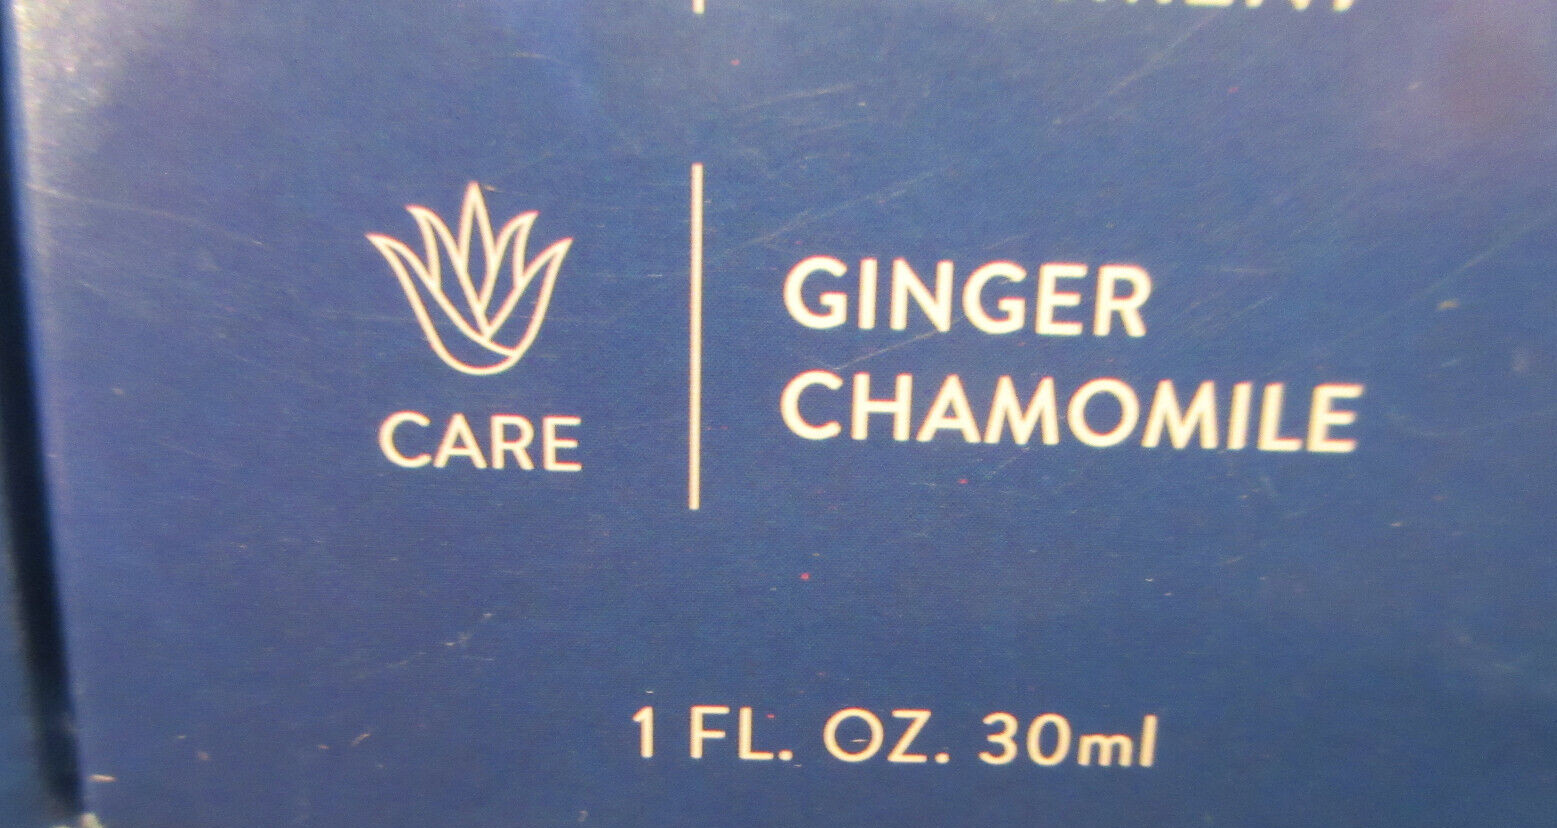 CARE
GINGER
CHAMOMILE
1 FL. OZ. 30ml